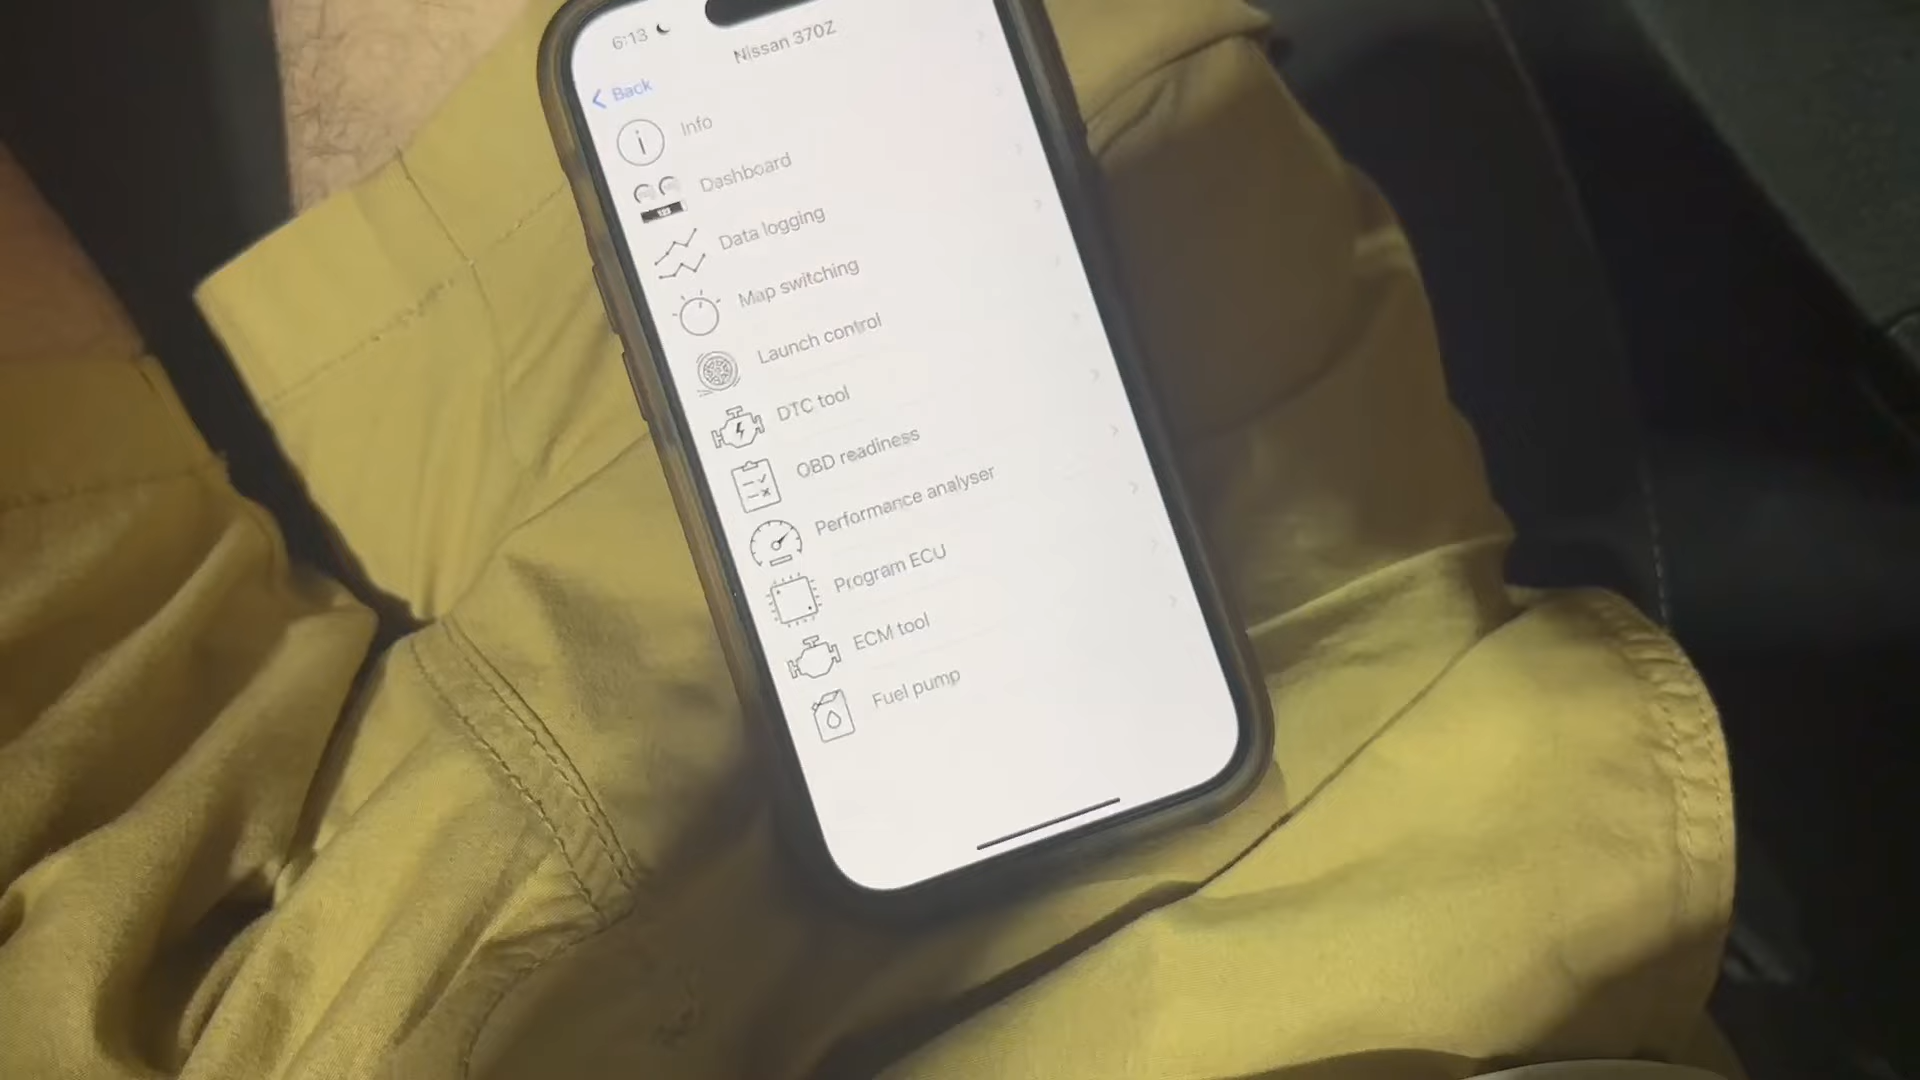 6:13
Nissan 370Z
Back
Info
Dashboard
123
Data logging
Map switching
Launch control
DTC tool
OBD readiness
Performance analyser
Program ECU
ECM tool
Fuel pump